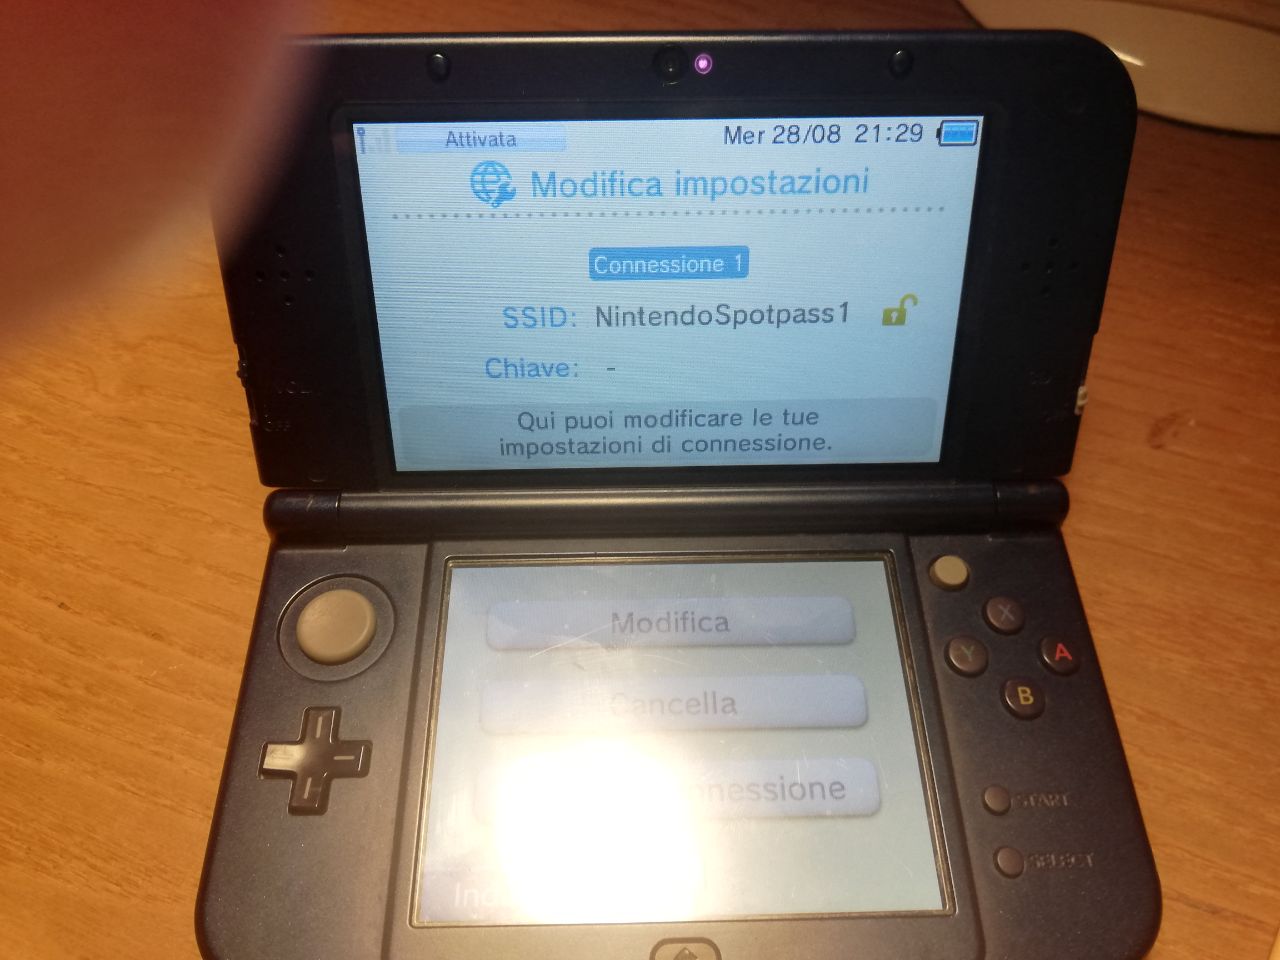 Attivata
Mer 28/08 21:29
Modifica impostazioni
Connessione 1
SSID: NintendoSpotpass1
Chiave: -
Qui puoi modificare le tue
impostazioni di connessione.
Modifica
Cancella
X
Y
A
B
START
SELECT